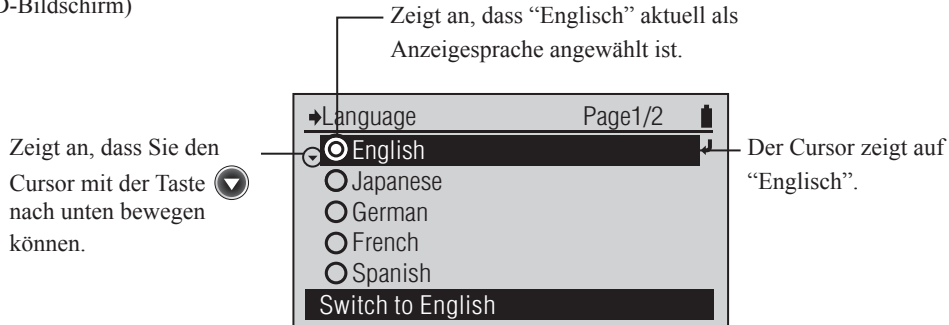 D-Bildschirm)
Zeigt an, dass “Englisch” aktuell als
Anzeigesprache angewählt ist.
Zeigt an, dass Sie den
Cursor mit der Taste
nach unten bewegen
können.
Language Page1/2
English
Japanese
German
French
Spanish
Switch to English
Der Cursor zeigt auf
“Englisch”.